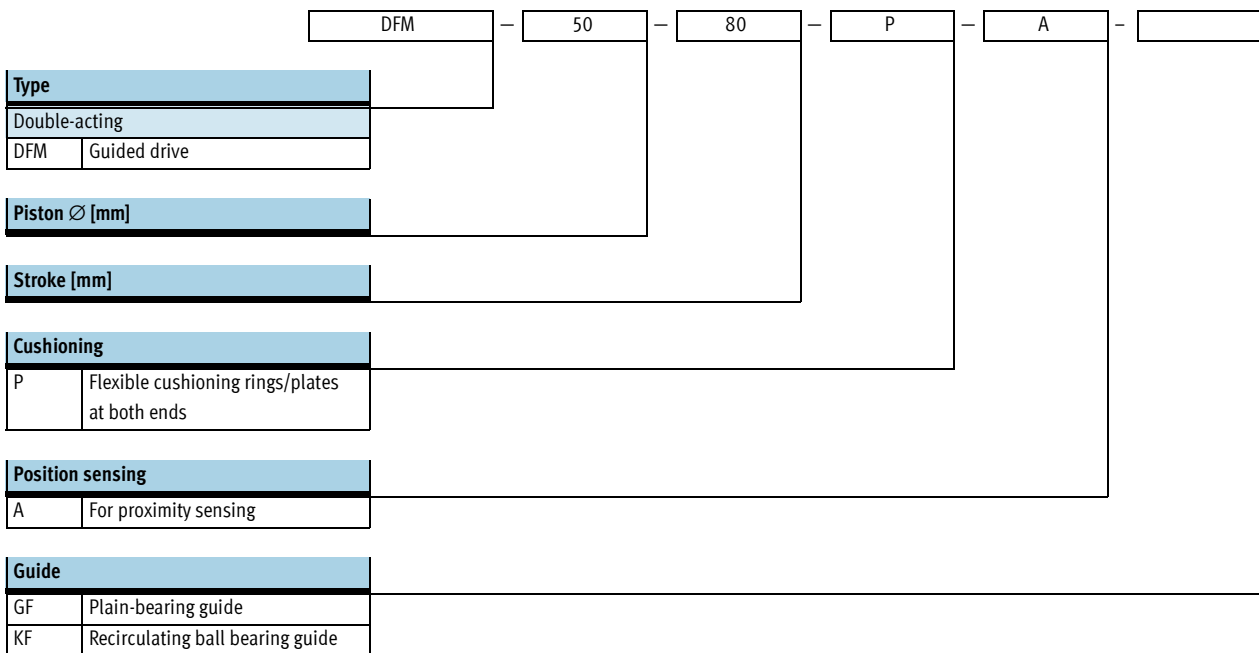 DFM – 50 – 80 – P – A –
Type
Double-acting
DFM Guided drive
Piston ∅ [mm]
Stroke [mm]
Cushioning
P Flexible cushioning rings/plates
at both ends
Position sensing
A For proximity sensing
Guide
GF Plain-bearing guide
KF Recirculating ball bearing guide